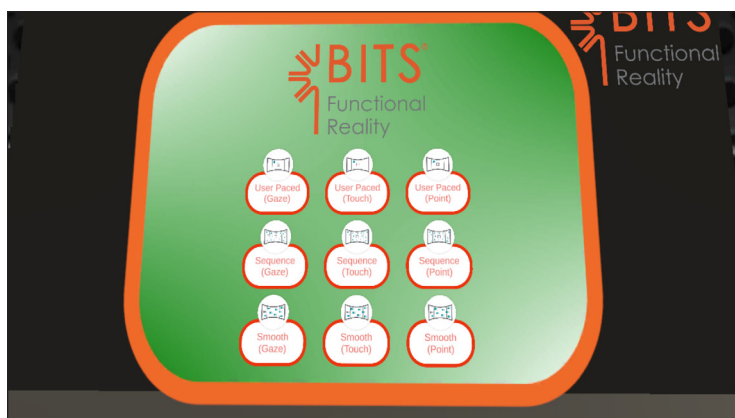 BITS®
Functional
Reality
BITS
Functional
Reality
User Paced
(Gaze)
User Paced
(Touch)
User Paced
(Point)
Sequence
(Gaze)
Sequence
(Touch)
Sequence
(Point)
Smooth
(Gaze)
Smooth
(Touch)
Smooth
(Point)